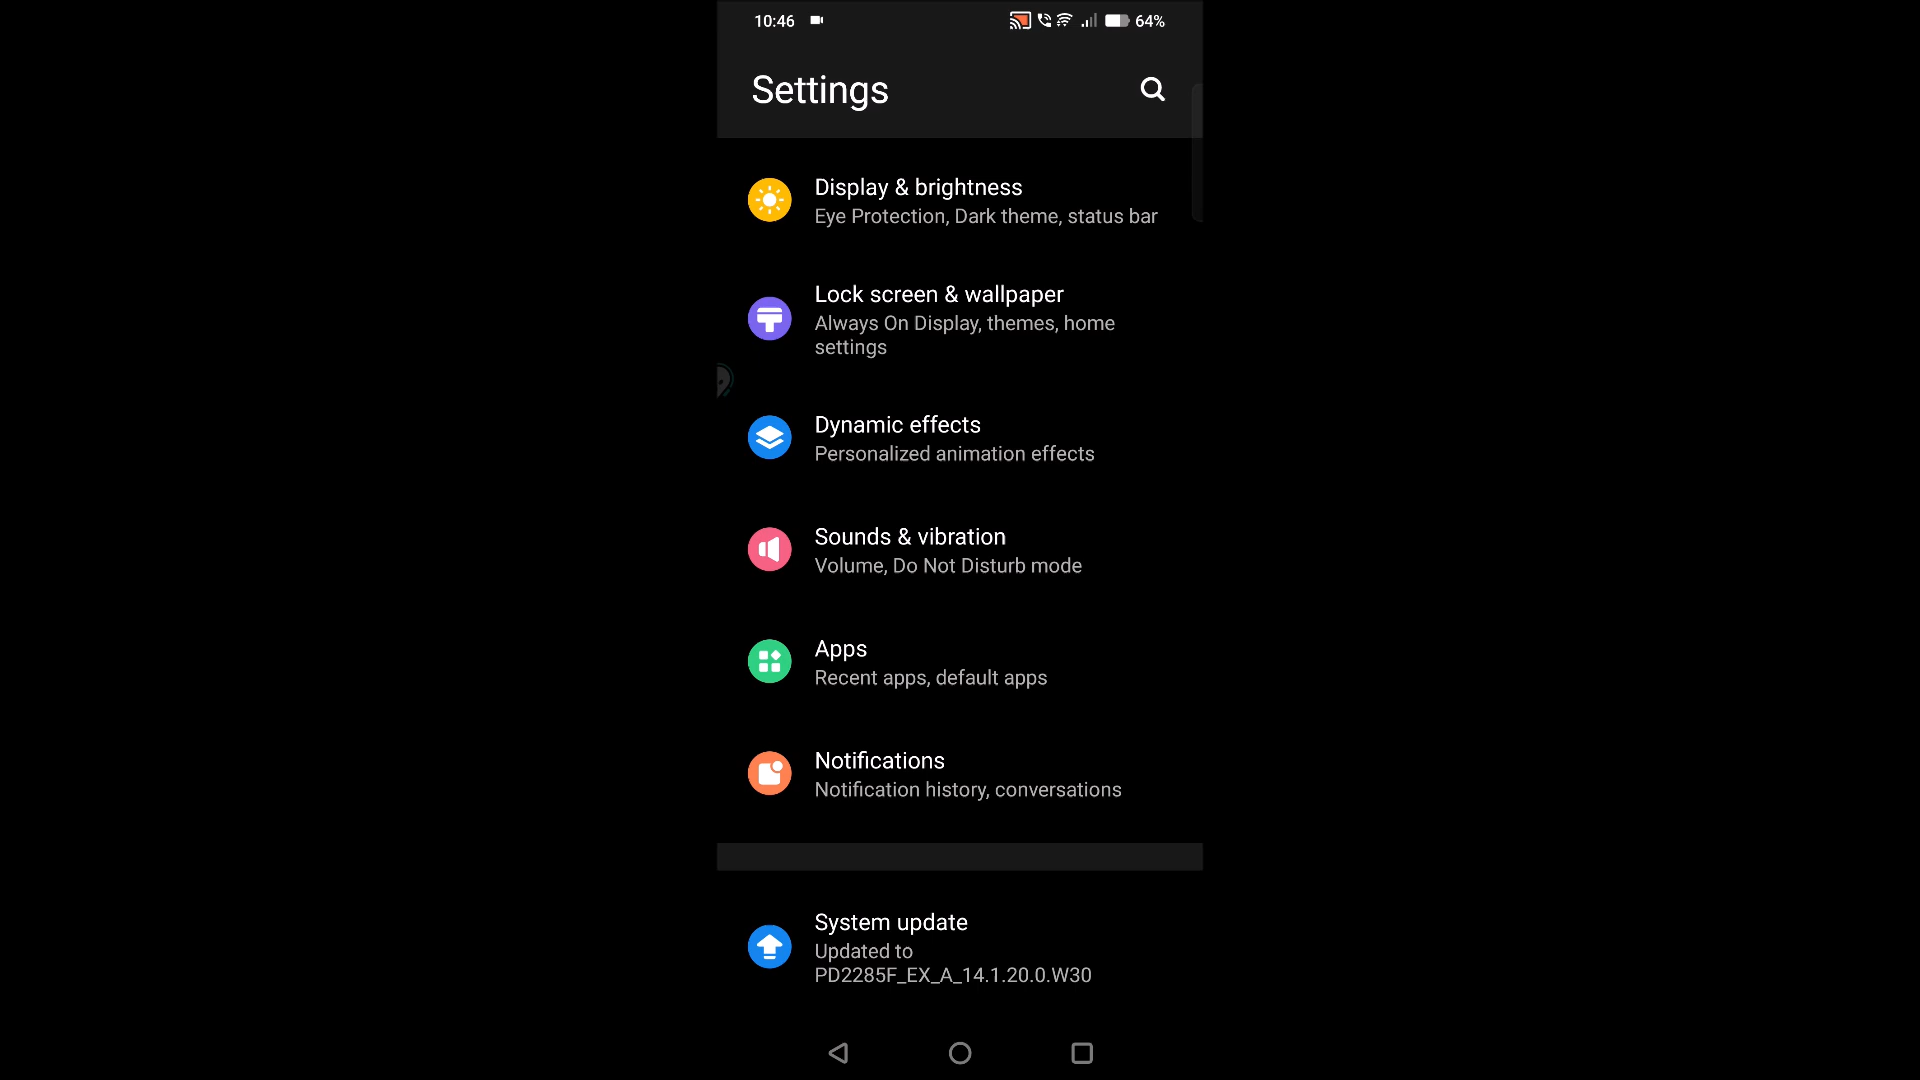 10:46 64%
Settings
Display & brightness
Eye Protection, Dark theme, status bar
Lock screen & wallpaper
Always On Display, themes, home
settings
Dynamic effects
Personalized animation effects
Sounds & vibration
Volume, Do Not Disturb mode
Apps
Recent apps, default apps
Notifications
Notification history, conversations
System update
Updated to
PD2285F_EX_A_14.1.20.0.W30